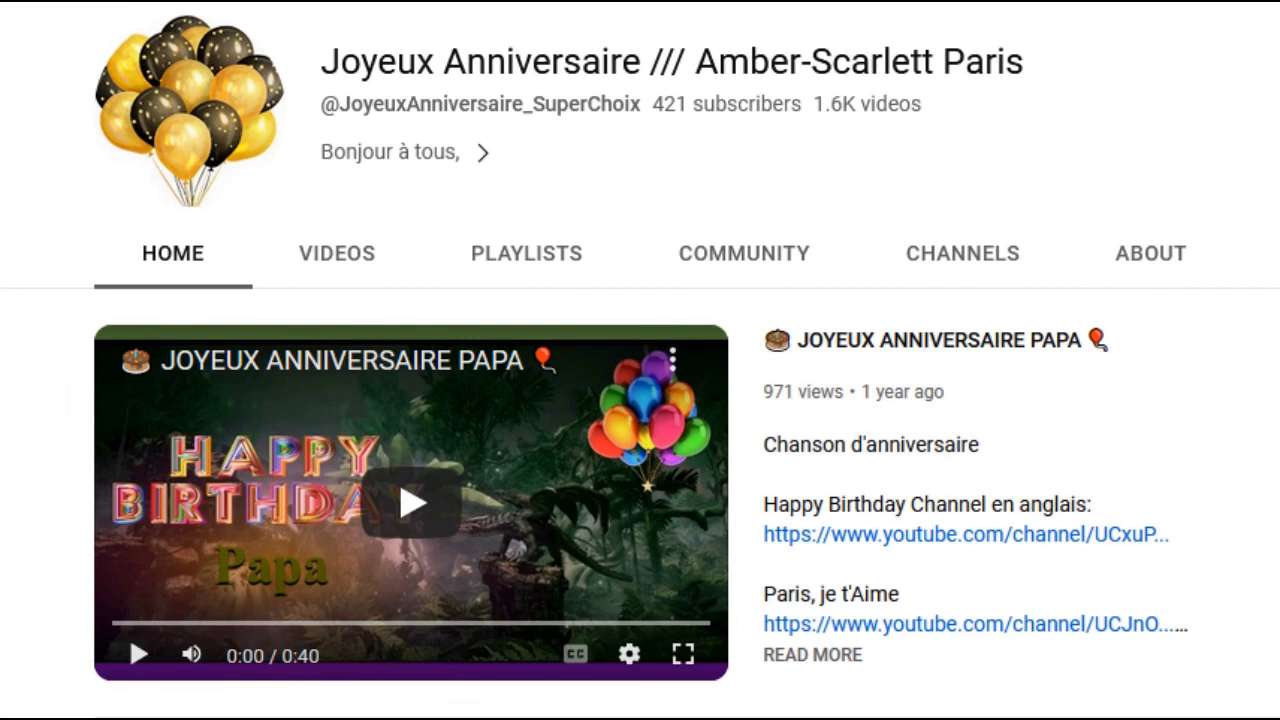 Joyeux Anniversaire /// Amber-Scarlett Paris
@JoyeuxAnniversaire_SuperChoix 421 subscribers 1.6K videos
Bonjour à tous,
HOME VIDEOS PLAYLISTS COMMUNITY CHANNELS ABOUT
JOYEUX ANNIVERSAIRE PAPA
HAPPY
BIRTHDAY
Papa
0:00 / 0:40
CC
JOYEUX ANNIVERSAIRE PAPA
971 views • 1 year ago
Chanson d'anniversaire
Happy Birthday Channel en anglais:
https://www.youtube.com/channel/UCxuP...
Paris, je t'Aime
https://www.youtube.com/channel/UCJnO......
READ MORE